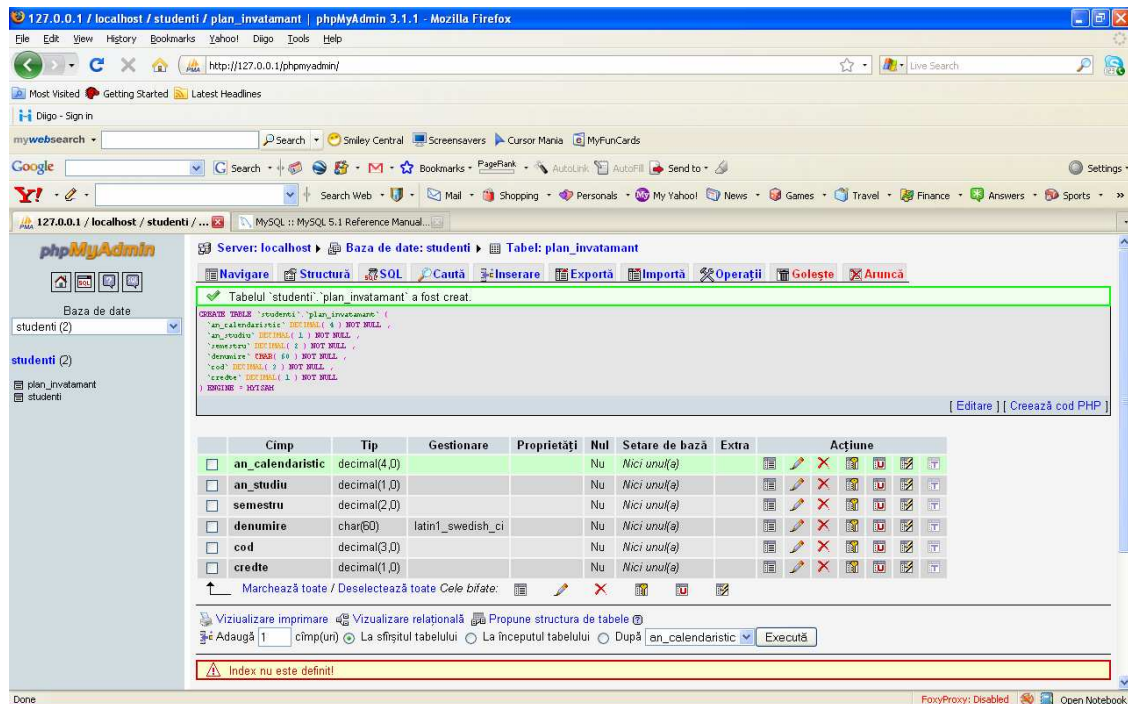 127.0.0.1 / localhost / studenti / plan_invatamant | phpMyAdmin 3.1.1 - Mozilla Firefox
File Edit View History Bookmarks Yahoo! Diigo Tools Help
http://127.0.0.1/phpmyadmin/ Live Search
Most Visited Getting Started Latest Headlines
Diigo - Sign in
mywebsearch Search Smiley Central Screensavers Cursor Mania MyFunCards
Google Search Bookmarks PageRank AutoLink AutoFill Send to Settings
Y! Search Web Mail Shopping Personals My Yahoo! News Games Travel Finance Answers Sports »
127.0.0.1 / localhost / studenti / ... MySQL :: MySQL 5.1 Reference Manual...
phpMyAdmin
Baza de date
studenti (2)
studenti (2)
plan_invatamant
studenti
Server: localhost Baza de date: studenti Tabel: plan_invatamant
Navigare Structură SQL Caută Inserare Exportă Importă Operații Golește Aruncă
Tabelul `studenti`.`plan_invatamant` a fost creat.
CREATE TABLE `studenti`.`plan_invatamant` (
`an_calendaristic` DECIMAL( 4 ) NOT NULL ,
`an_studiu` DECIMAL( 1 ) NOT NULL ,
`semestru` DECIMAL( 2 ) NOT NULL ,
`denumire` CHAR( 60 ) NOT NULL ,
`cod` DECIMAL( 3 ) NOT NULL ,
`credte` DECIMAL( 1 ) NOT NULL
) ENGINE = MYISAM
[ Editare ] [ Creează cod PHP ]
Cîmp Tip Gestionare Proprietăți Nul Setare de bază Extra Acțiune
an_calendaristic decimal(4,0) Nu Nici unul(a)
an_studiu decimal(1,0) Nu Nici unul(a)
semestru decimal(2,0) Nu Nici unul(a)
denumire char(60) latin1_swedish_ci Nu Nici unul(a)
cod decimal(3,0) Nu Nici unul(a)
credte decimal(1,0) Nu Nici unul(a)
Marchează toate / Deselectează toate Cele bifate:
Viziualizare imprimare Vizualizare relațională Propune structura de tabele
Adaugă 1 cîmp(uri) La sfîrșitul tabelului La începutul tabelului După an_calendaristic Execută
Index nu este definit!
Done FoxyProxy: Disabled Open Notebook